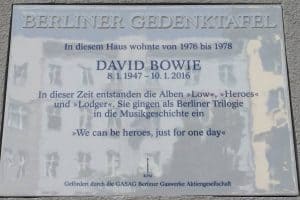 BERLINER GEDENKTAFEL
In diesem Haus wohnte von 1976 bis 1978
DAVID BOWIE
8. 1. 1947 – 10. 1. 2016
In dieser Zeit entstanden die Alben »Low«, »Heroes«
und »Lodger«. Sie gingen als Berliner Trilogie
in die Musikgeschichte ein
»We can be heroes, just for one day«
KPM
Gefördert durch die GASAG Berliner Gaswerke Aktiengesellschaft